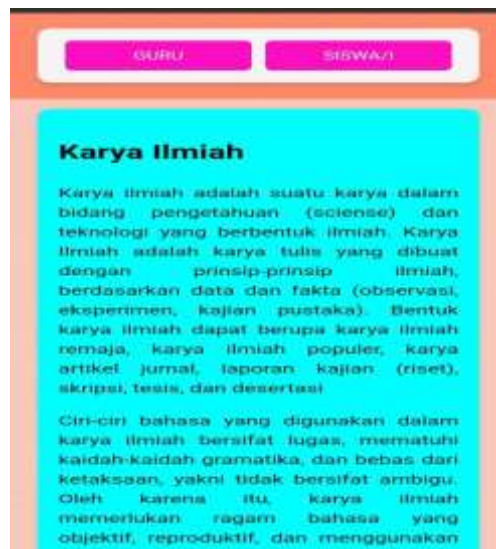 GURU
SISWA/I
Karya Ilmiah
Karya ilmiah adalah suatu karya dalam
bidang pengetahuan (sciense) dan
teknologi yang berbentuk ilmiah. Karya
Ilmiah adalah karya tulis yang dibuat
dengan prinsip-prinsip ilmiah,
berdasarkan data dan fakta (observasi,
eksperimen, kajian pustaka). Bentuk
karya ilmiah dapat berupa karya ilmiah
remaja, karya ilmiah populer, karya
artikel jurnal, laporan kajian (riset),
skripsi, tesis, dan desertasi
Ciri-ciri bahasa yang digunakan dalam
karya ilmiah bersifat lugas, mematuhi
kaidah-kaidah gramatika, dan bebas dari
ketaksaan, yakni tidak bersifat ambigu.
Oleh karena itu, karya ilmiah
memerlukan ragam bahasa yang
objektif, reproduktif, dan menggunakan